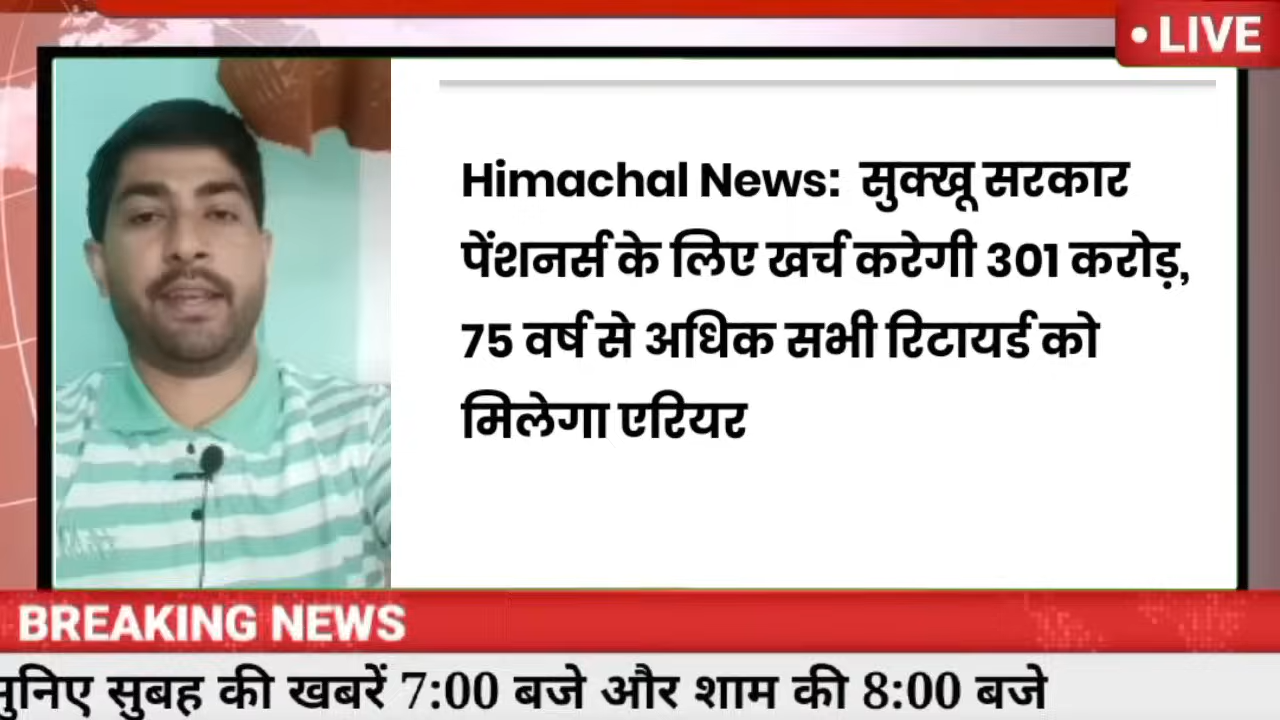 LIVE
Himachal News: सुक्खू सरकार
पेंशनर्स के लिए खर्च करेगी 301 करोड़,
75 वर्ष से अधिक सभी रिटायर्ड को
मिलेगा एरियर
BREAKING NEWS
सुनिए सुबह की खबरें 7:00 बजे और शाम की 8:00 बजे